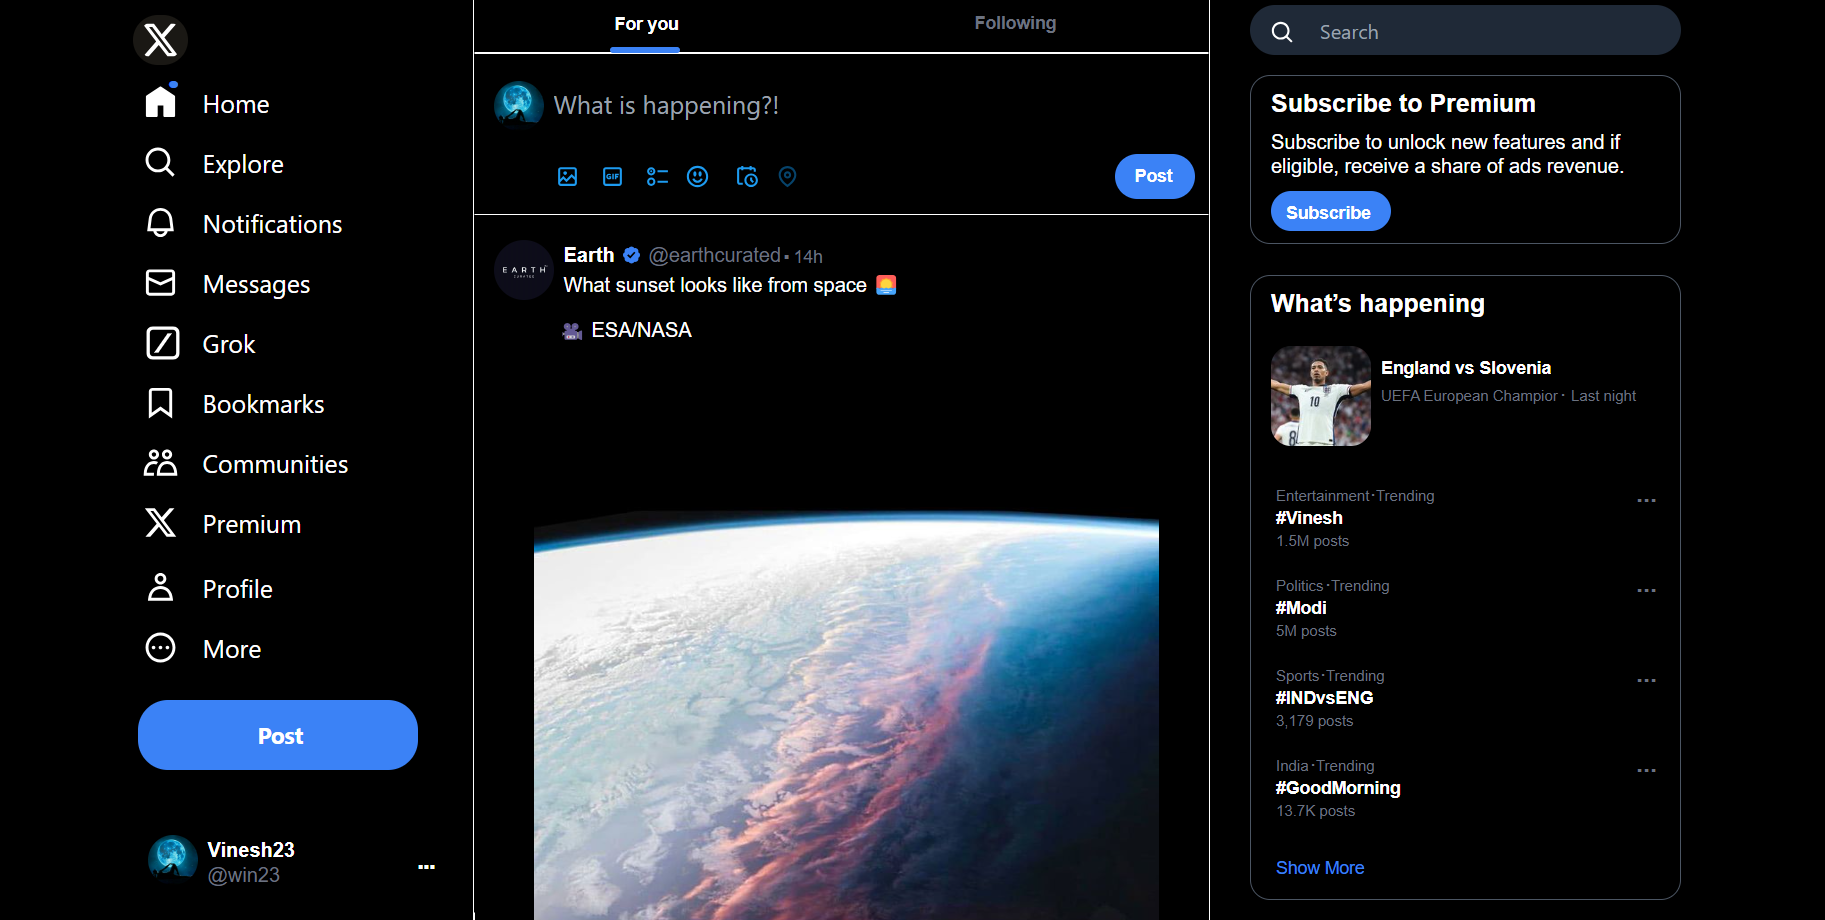 Home
Explore
Notifications
Messages
Grok
Bookmarks
Communities
Premium
Profile
More
Post
Vinesh23
@win23
For you
Following
What is happening?!
GIF
Post
EARTH
Earth @earthcurated · 14h
What sunset looks like from space
ESA/NASA
Search
Subscribe to Premium
Subscribe to unlock new features and if
eligible, receive a share of ads revenue.
Subscribe
What’s happening
10
8
England vs Slovenia
UEFA European Champior · Last night
Entertainment·Trending
#Vinesh
1.5M posts
Politics·Trending
#Modi
5M posts
Sports·Trending
#INDvsENG
3,179 posts
India·Trending
#GoodMorning
13.7K posts
Show More